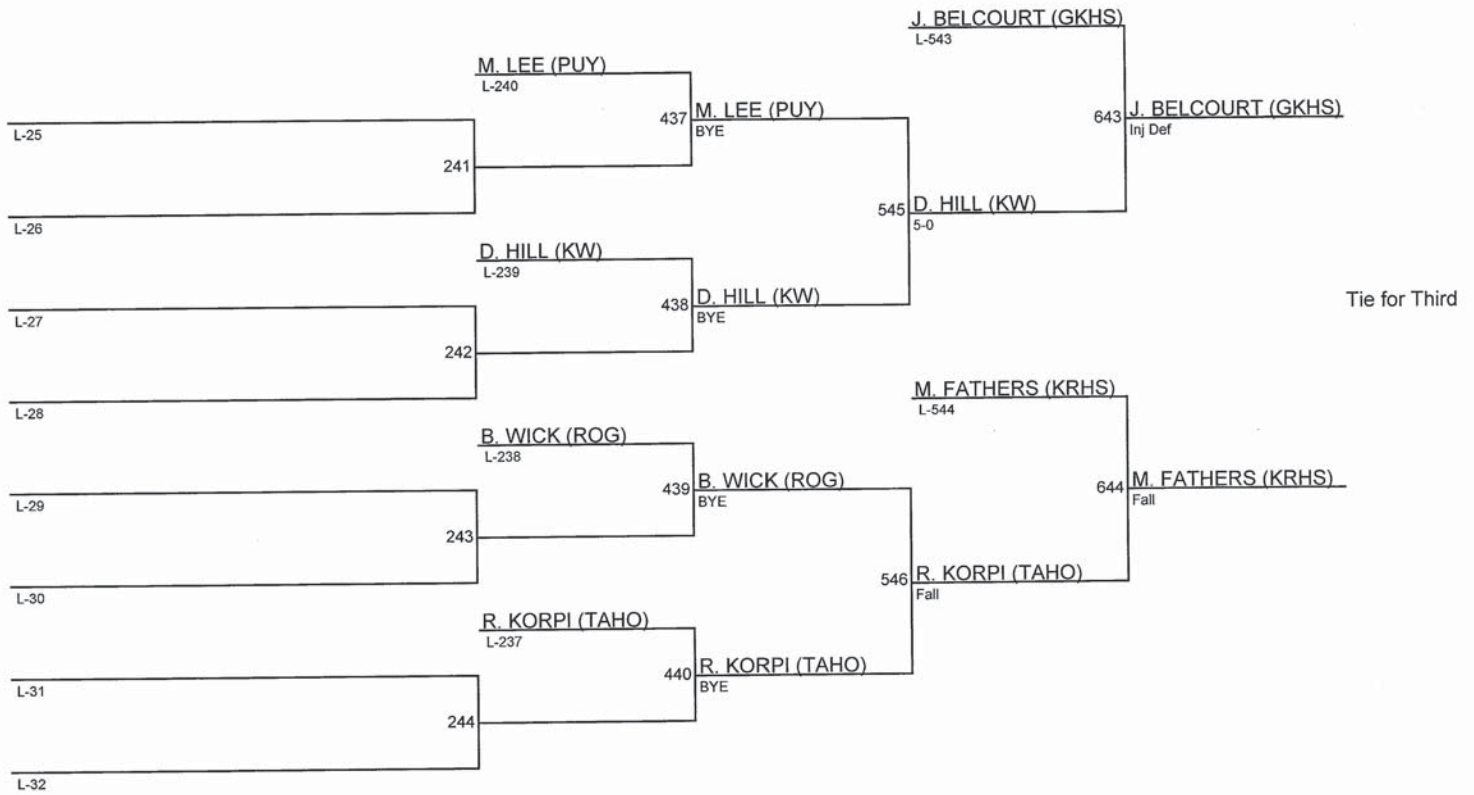 J. BELCOURT (GKHS)
L-543
M. LEE (PUY)
L-240
437 M. LEE (PUY)
BYE
643 J. BELCOURT (GKHS)
Inj Def
L-25
241
L-26
545 D. HILL (KW)
5-0
D. HILL (KW)
L-239
438 D. HILL (KW)
BYE
Tie for Third
L-27
242
L-28
M. FATHERS (KRHS)
L-544
B. WICK (ROG)
L-238
439 B. WICK (ROG)
BYE
644 M. FATHERS (KRHS)
Fall
L-29
243
L-30
546 R. KORPI (TAHO)
Fall
R. KORPI (TAHO)
L-237
440 R. KORPI (TAHO)
BYE
L-31
244
L-32